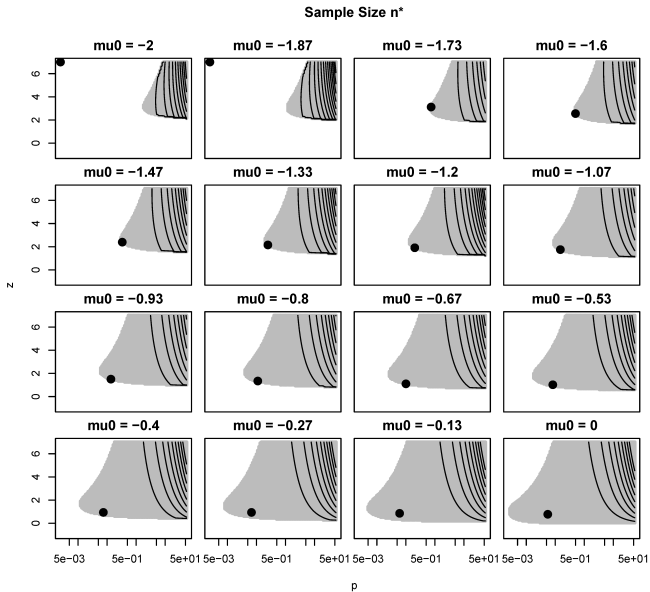 Sample Size n*
mu0 = −2 mu0 = −1.87 mu0 = −1.73 mu0 = −1.6
0 2 4 6
mu0 = −1.47 mu0 = −1.33 mu0 = −1.2 mu0 = −1.07
0 2 4 6
z
mu0 = −0.93 mu0 = −0.8 mu0 = −0.67 mu0 = −0.53
0 2 4 6
mu0 = −0.4 mu0 = −0.27 mu0 = −0.13 mu0 = 0
0 2 4 6
5e−03 5e−01 5e+01 5e−03 5e−01 5e+01 5e−03 5e−01 5e+01 5e−03 5e−01 5e+01
p